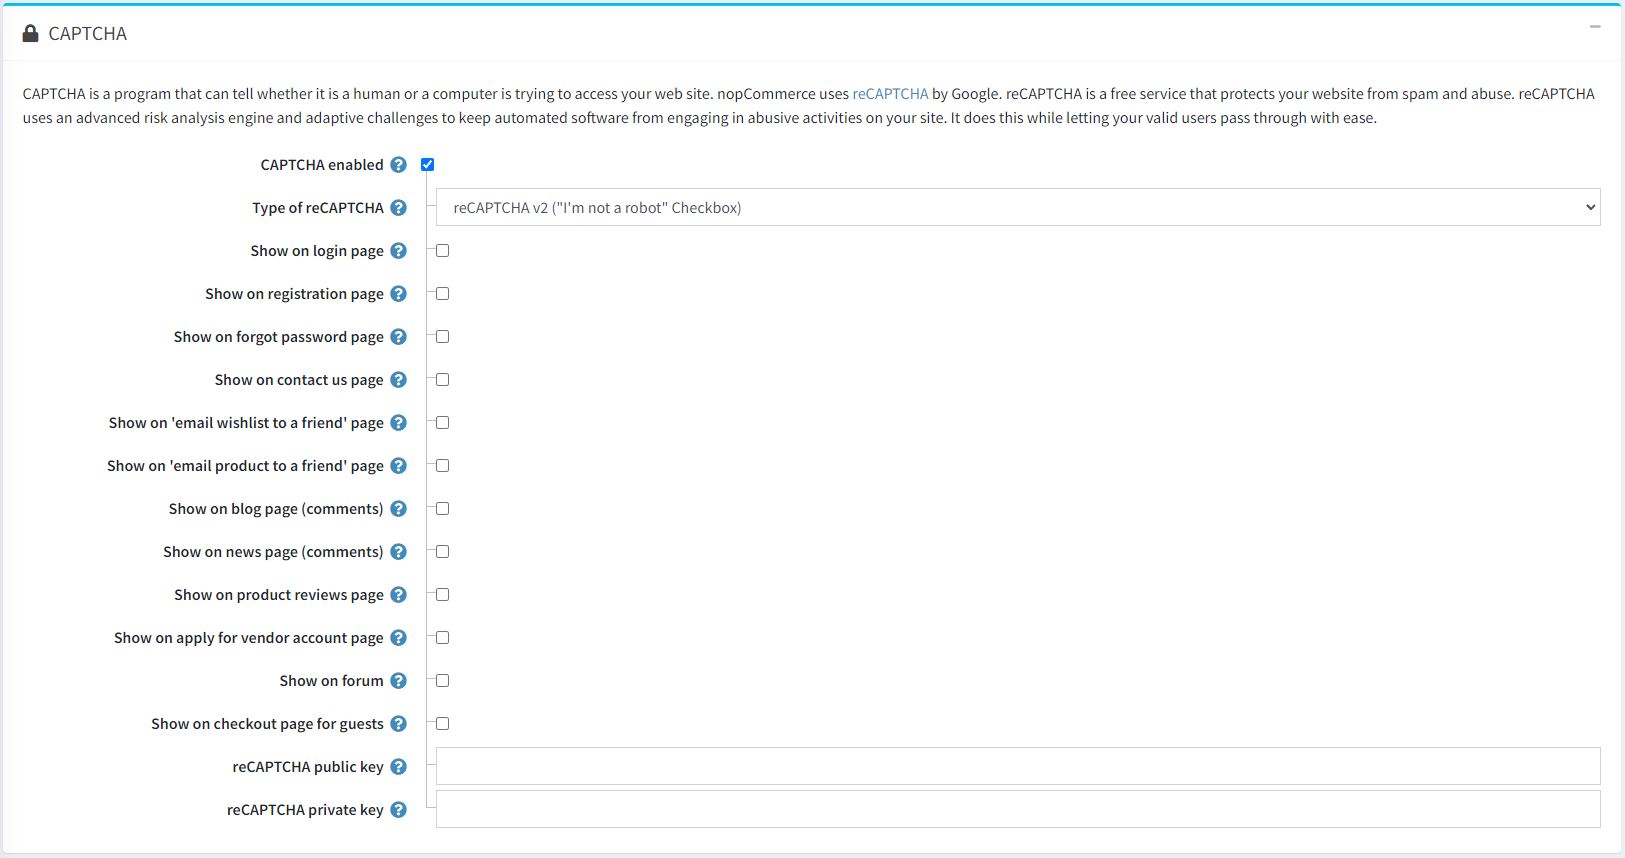 CAPTCHA
CAPTCHA is a program that can tell whether it is a human or a computer is trying to access your web site. nopCommerce uses reCAPTCHA by Google. reCAPTCHA is a free service that protects your website from spam and abuse. reCAPTCHA
uses an advanced risk analysis engine and adaptive challenges to keep automated software from engaging in abusive activities on your site. It does this while letting your valid users pass through with ease.
CAPTCHA enabled
Type of reCAPTCHA reCAPTCHA v2 ("I'm not a robot" Checkbox)
Show on login page
Show on registration page
Show on forgot password page
Show on contact us page
Show on 'email wishlist to a friend' page
Show on 'email product to a friend' page
Show on blog page (comments)
Show on news page (comments)
Show on product reviews page
Show on apply for vendor account page
Show on forum
Show on checkout page for guests
reCAPTCHA public key
reCAPTCHA private key